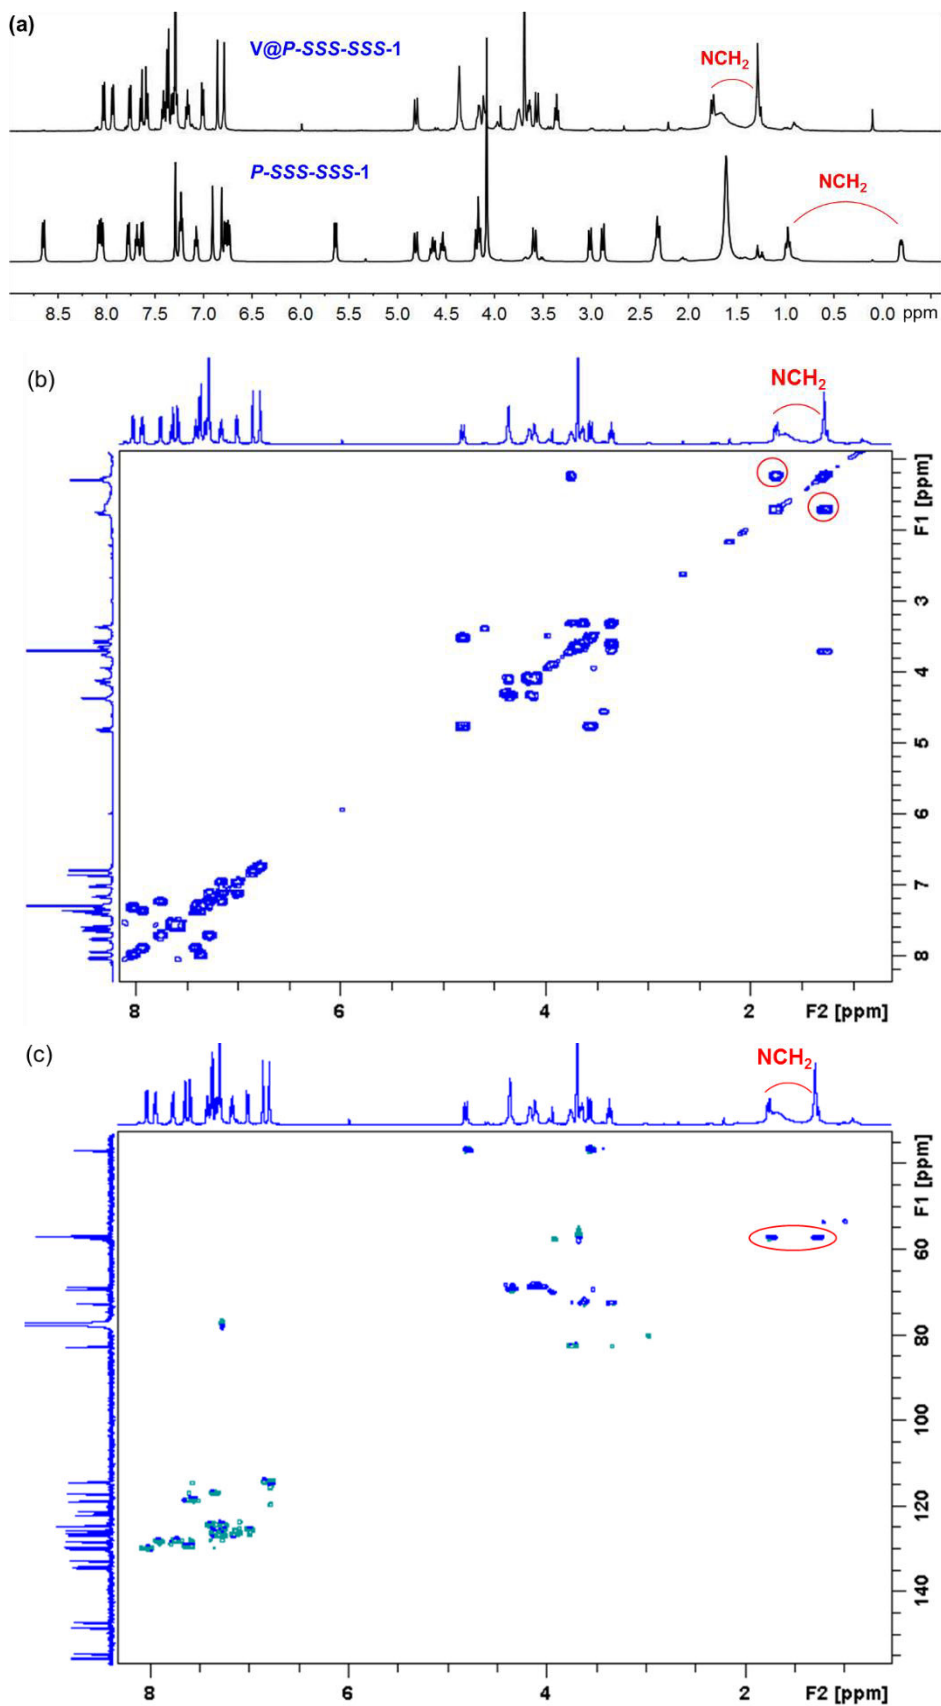 (a)
V@P-SSS-SSS-1
NCH₂
P-SSS-SSS-1
NCH₂
8.5 8.0 7.5 7.0 6.5 6.0 5.5 5.0 4.5 4.0 3.5 3.0 2.5 2.0 1.5 1.0 0.5 0.0 ppm
(b)
NCH₂
F1 [ppm]
3
4
5
6
7
8
8 6 4 2 F2 [ppm]
(c)
NCH₂
F1 [ppm]
60
80
100
120
140
8 6 4 2 F2 [ppm]